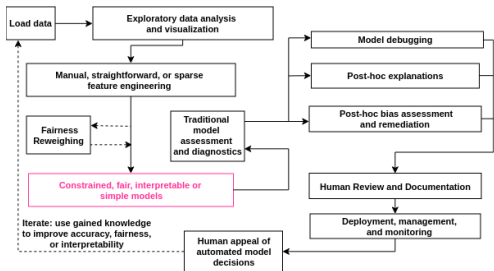 Load data
Exploratory data analysis
and visualization
Model debugging
Manual, straightforward, or sparse
feature engineering
Post-hoc explanations
Traditional
model
assessment
and diagnostics
Post-hoc bias assessment
and remediation
Fairness
Reweighing
Constrained, fair, interpretable or
simple models
Human Review and Documentation
Iterate: use gained knowledge
to improve accuracy, fairness,
or interpretability
Deployment, management,
and monitoring
Human appeal of
automated model
decisions